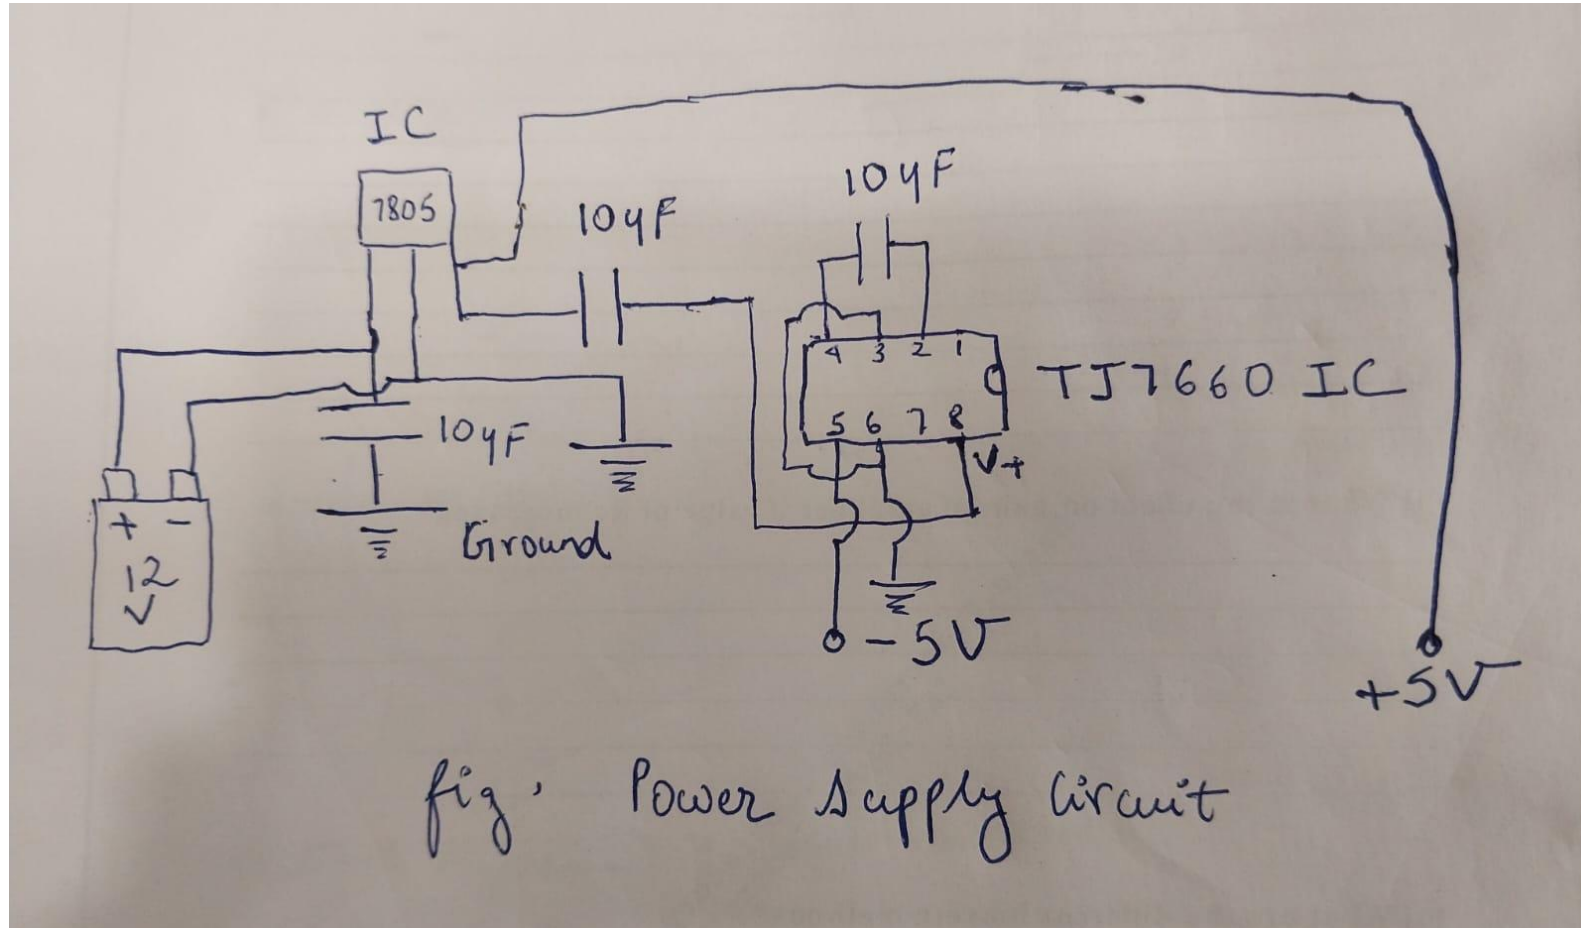 IC
7805
10µF
10µF
4 3 2 1
TJ7660 IC
5 6 7 8
V+
10µF
+ -
12
V
Ground
-5V
+5V
fig. Power Supply Circuit